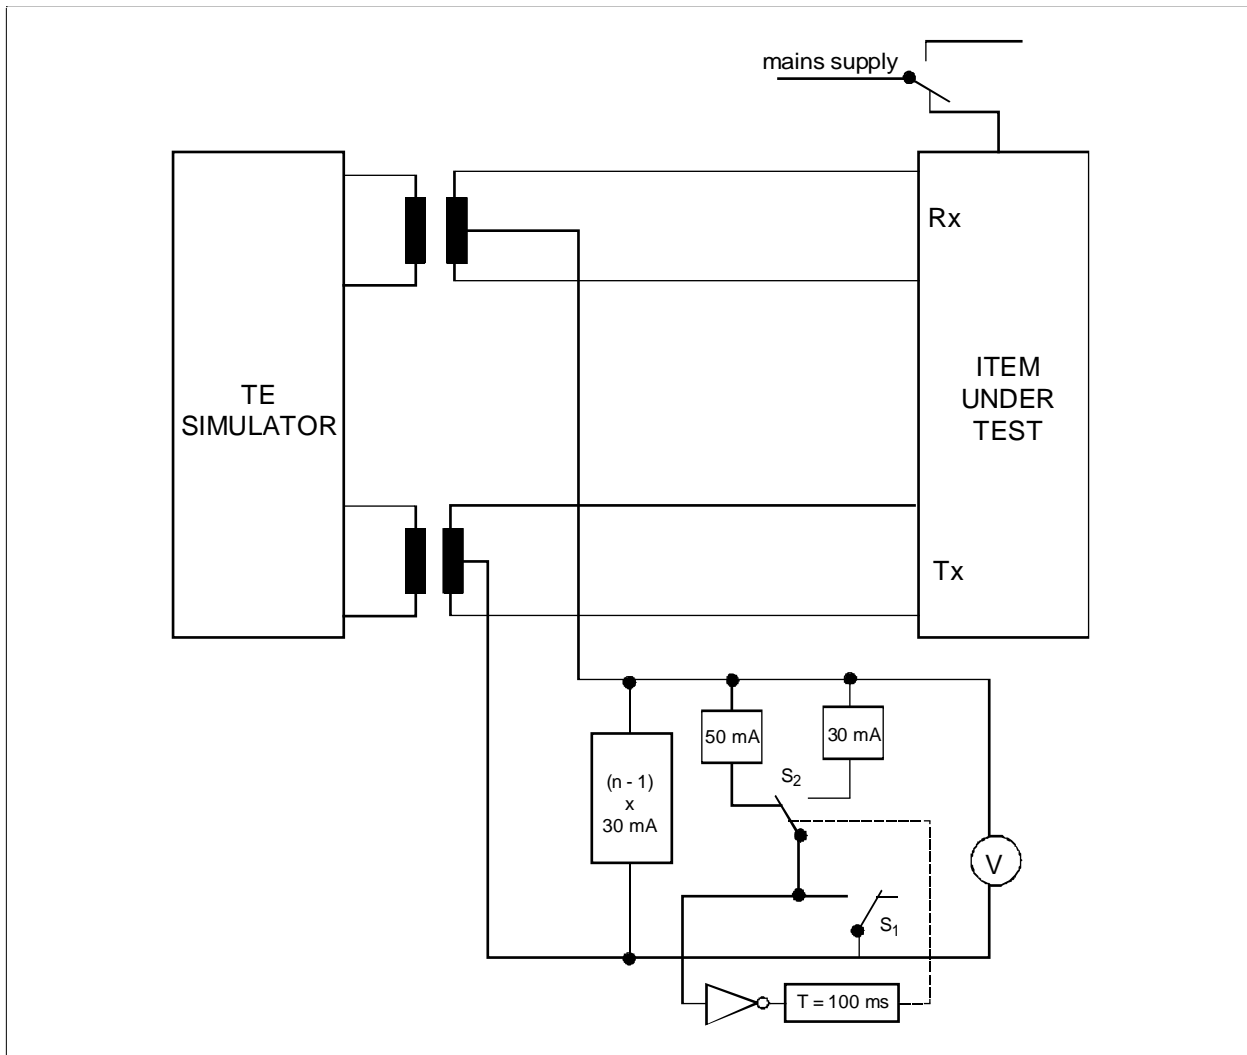 mains supply
Rx
TE
SIMULATOR
ITEM
UNDER
TEST
Tx
50 mA
30 mA
(n - 1)
x
30 mA
S2
V
S1
T = 100 ms